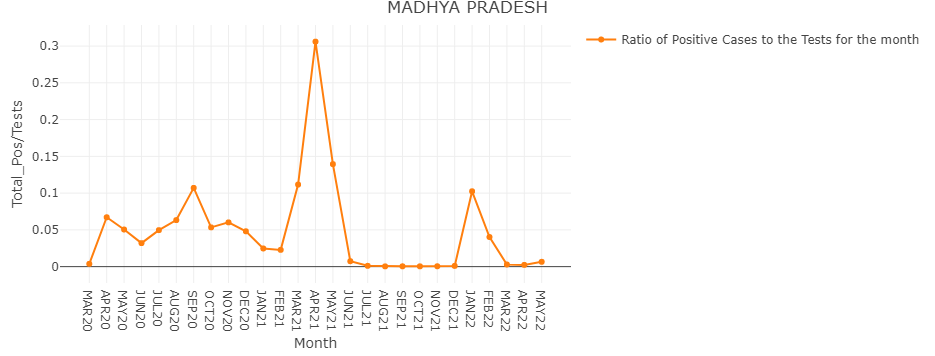 MADHYA PRADESH
Ratio of Positive Cases to the Tests for the month
Total_Pos/Tests
0.3
0.25
0.2
0.15
0.1
0.05
0
MAR20
APR20
MAY20
JUN20
JUL20
AUG20
SEP20
OCT20
NOV20
DEC20
JAN21
FEB21
MAR21
APR21
MAY21
JUN21
JUL21
AUG21
SEP21
OCT21
NOV21
DEC21
JAN22
FEB22
MAR22
APR22
MAY22
Month